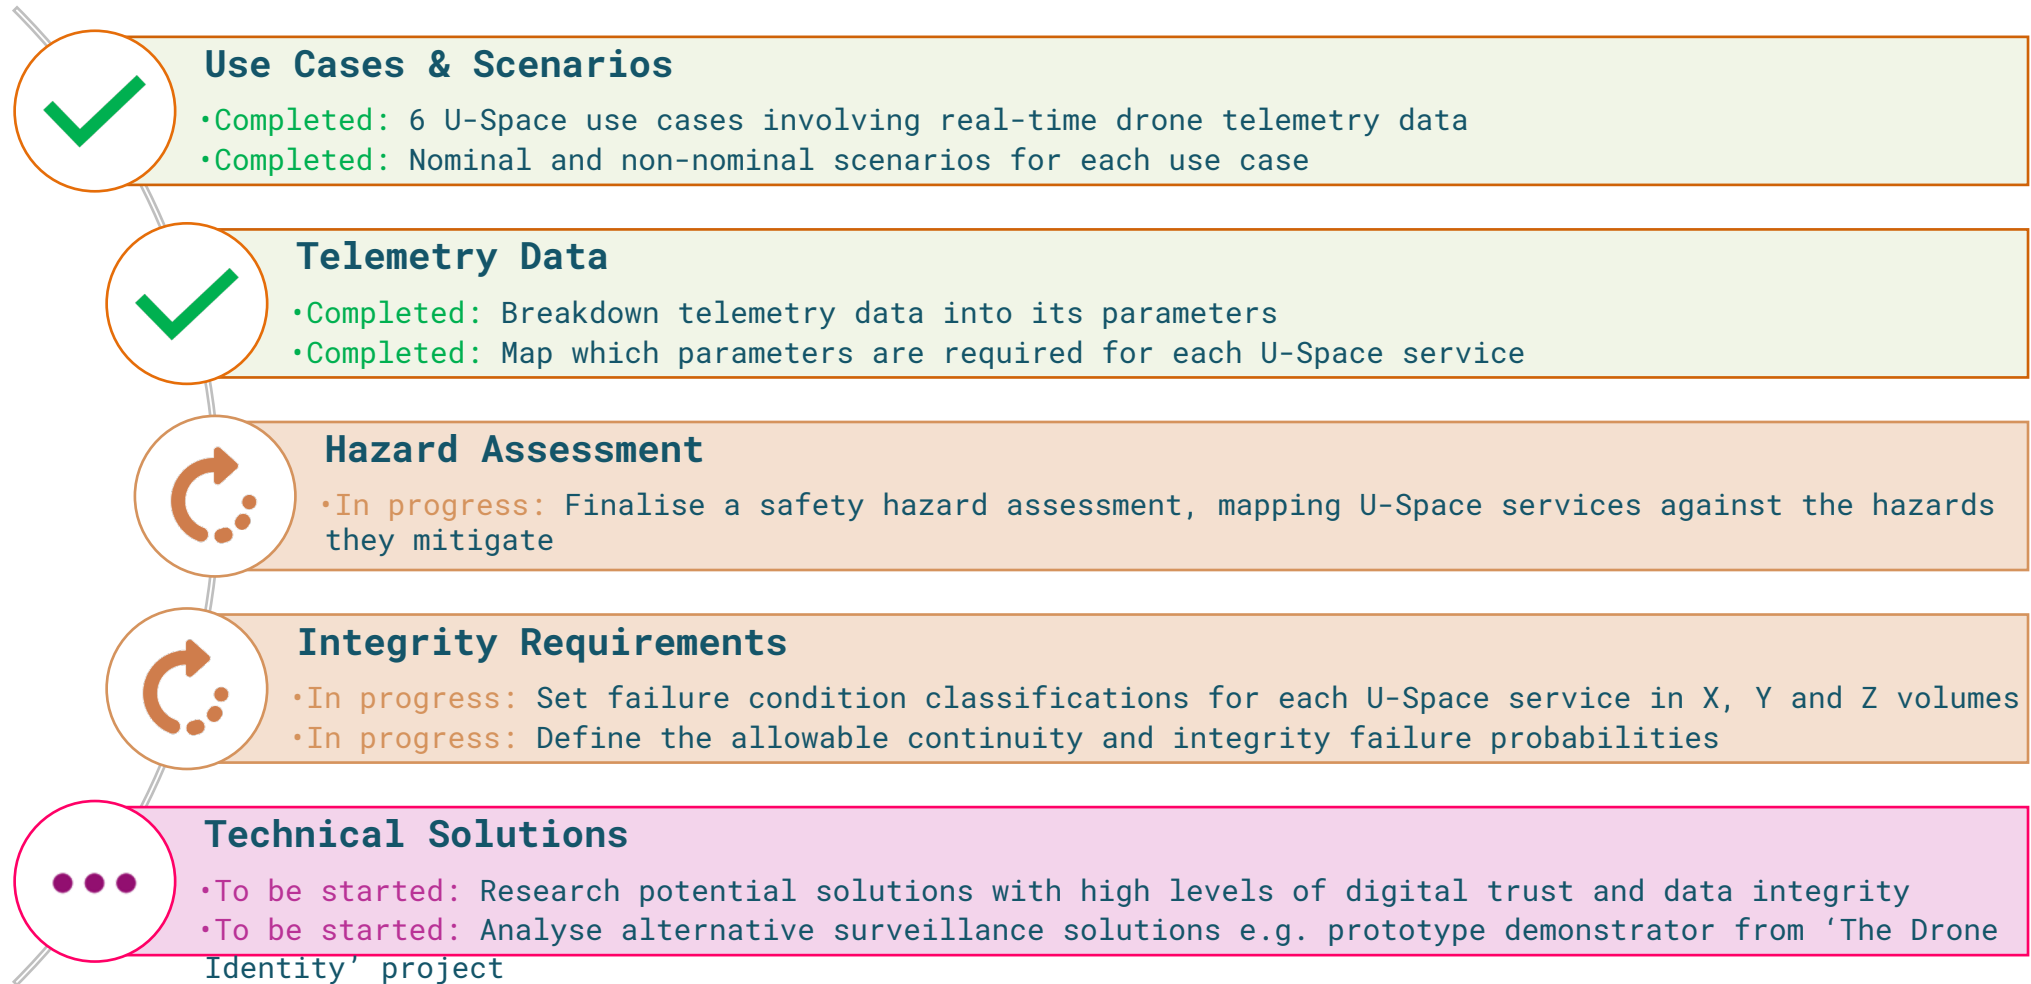 Use Cases & Scenarios
•Completed: 6 U-Space use cases involving real-time drone telemetry data
•Completed: Nominal and non-nominal scenarios for each use case
Telemetry Data
•Completed: Breakdown telemetry data into its parameters
•Completed: Map which parameters are required for each U-Space service
Hazard Assessment
•In progress: Finalise a safety hazard assessment, mapping U-Space services against the hazards
they mitigate
Integrity Requirements
•In progress: Set failure condition classifications for each U-Space service in X, Y and Z volumes
•In progress: Define the allowable continuity and integrity failure probabilities
Technical Solutions
•To be started: Research potential solutions with high levels of digital trust and data integrity
•To be started: Analyse alternative surveillance solutions e.g. prototype demonstrator from ‘The Drone
Identity’ project